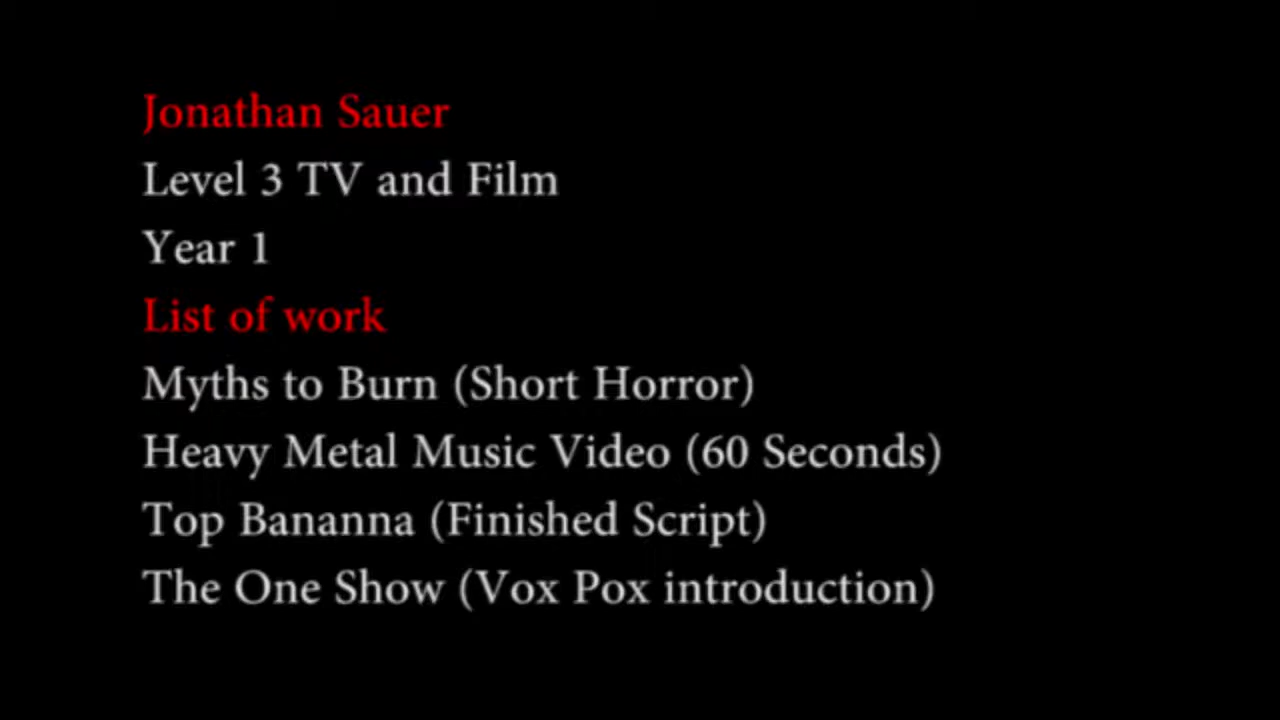 Jonathan Sauer
Level 3 TV and Film
Year 1
List of work
Myths to Burn (Short Horror)
Heavy Metal Music Video (60 Seconds)
Top Bananna (Finished Script)
The One Show (Vox Pox introduction)